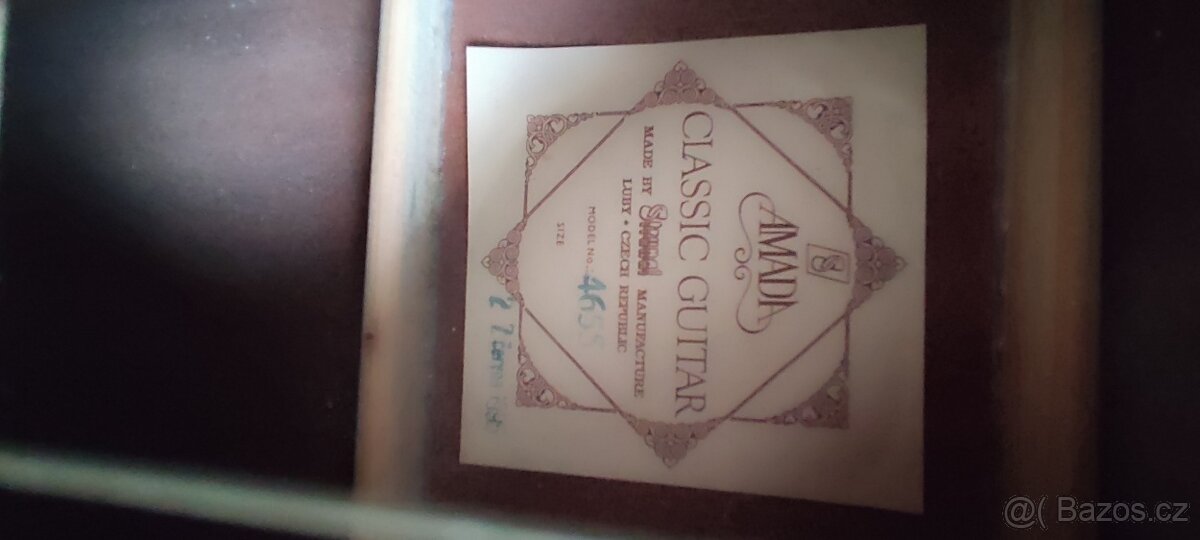 AMADA
CLASSIC GUITAR
MADE BY Strunal MANUFACTURE
LUBY • CZECH REPUBLIC
MODEL No.: 4655
SIZE
@( Bazos.cz